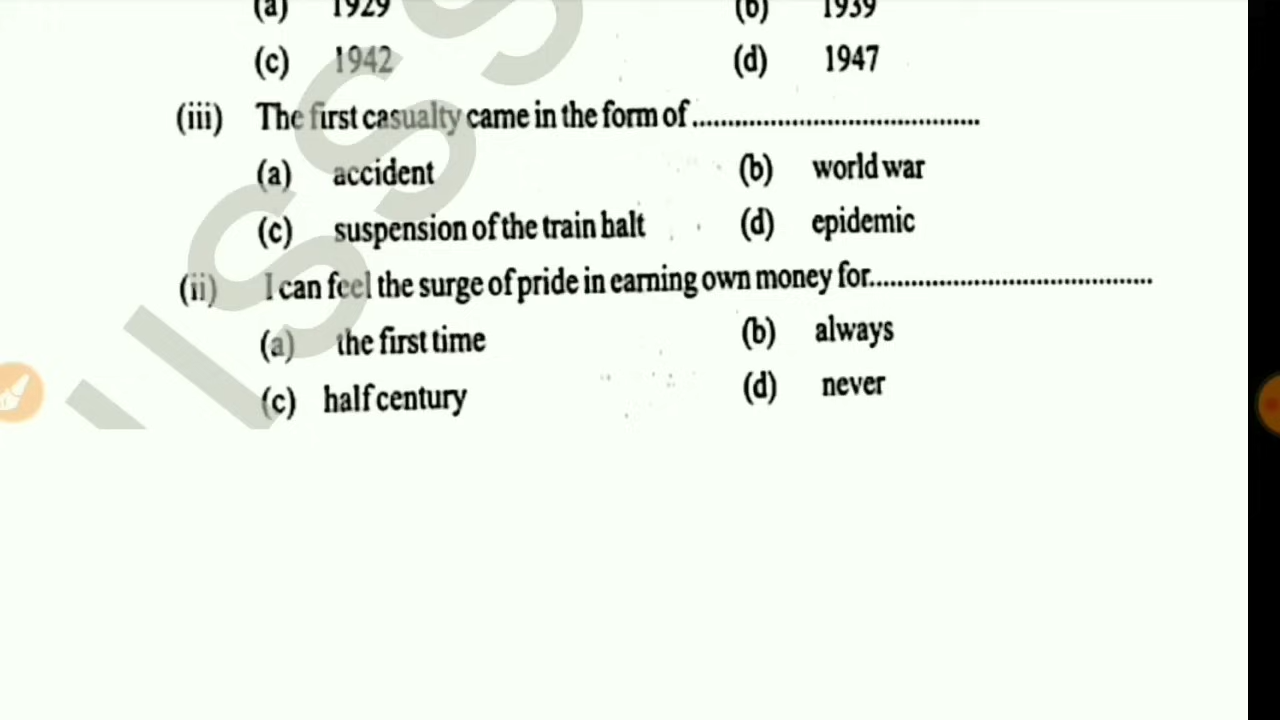 (a) 1929 (b) 1939
(c) 1942 (d) 1947
(iii) The first casualty came in the form of........................................
(a) accident (b) world war
(c) suspension of the train halt (d) epidemic
(ii) I can feel the surge of pride in earning own money for........................................
(a) the first time (b) always
(c) half century (d) never